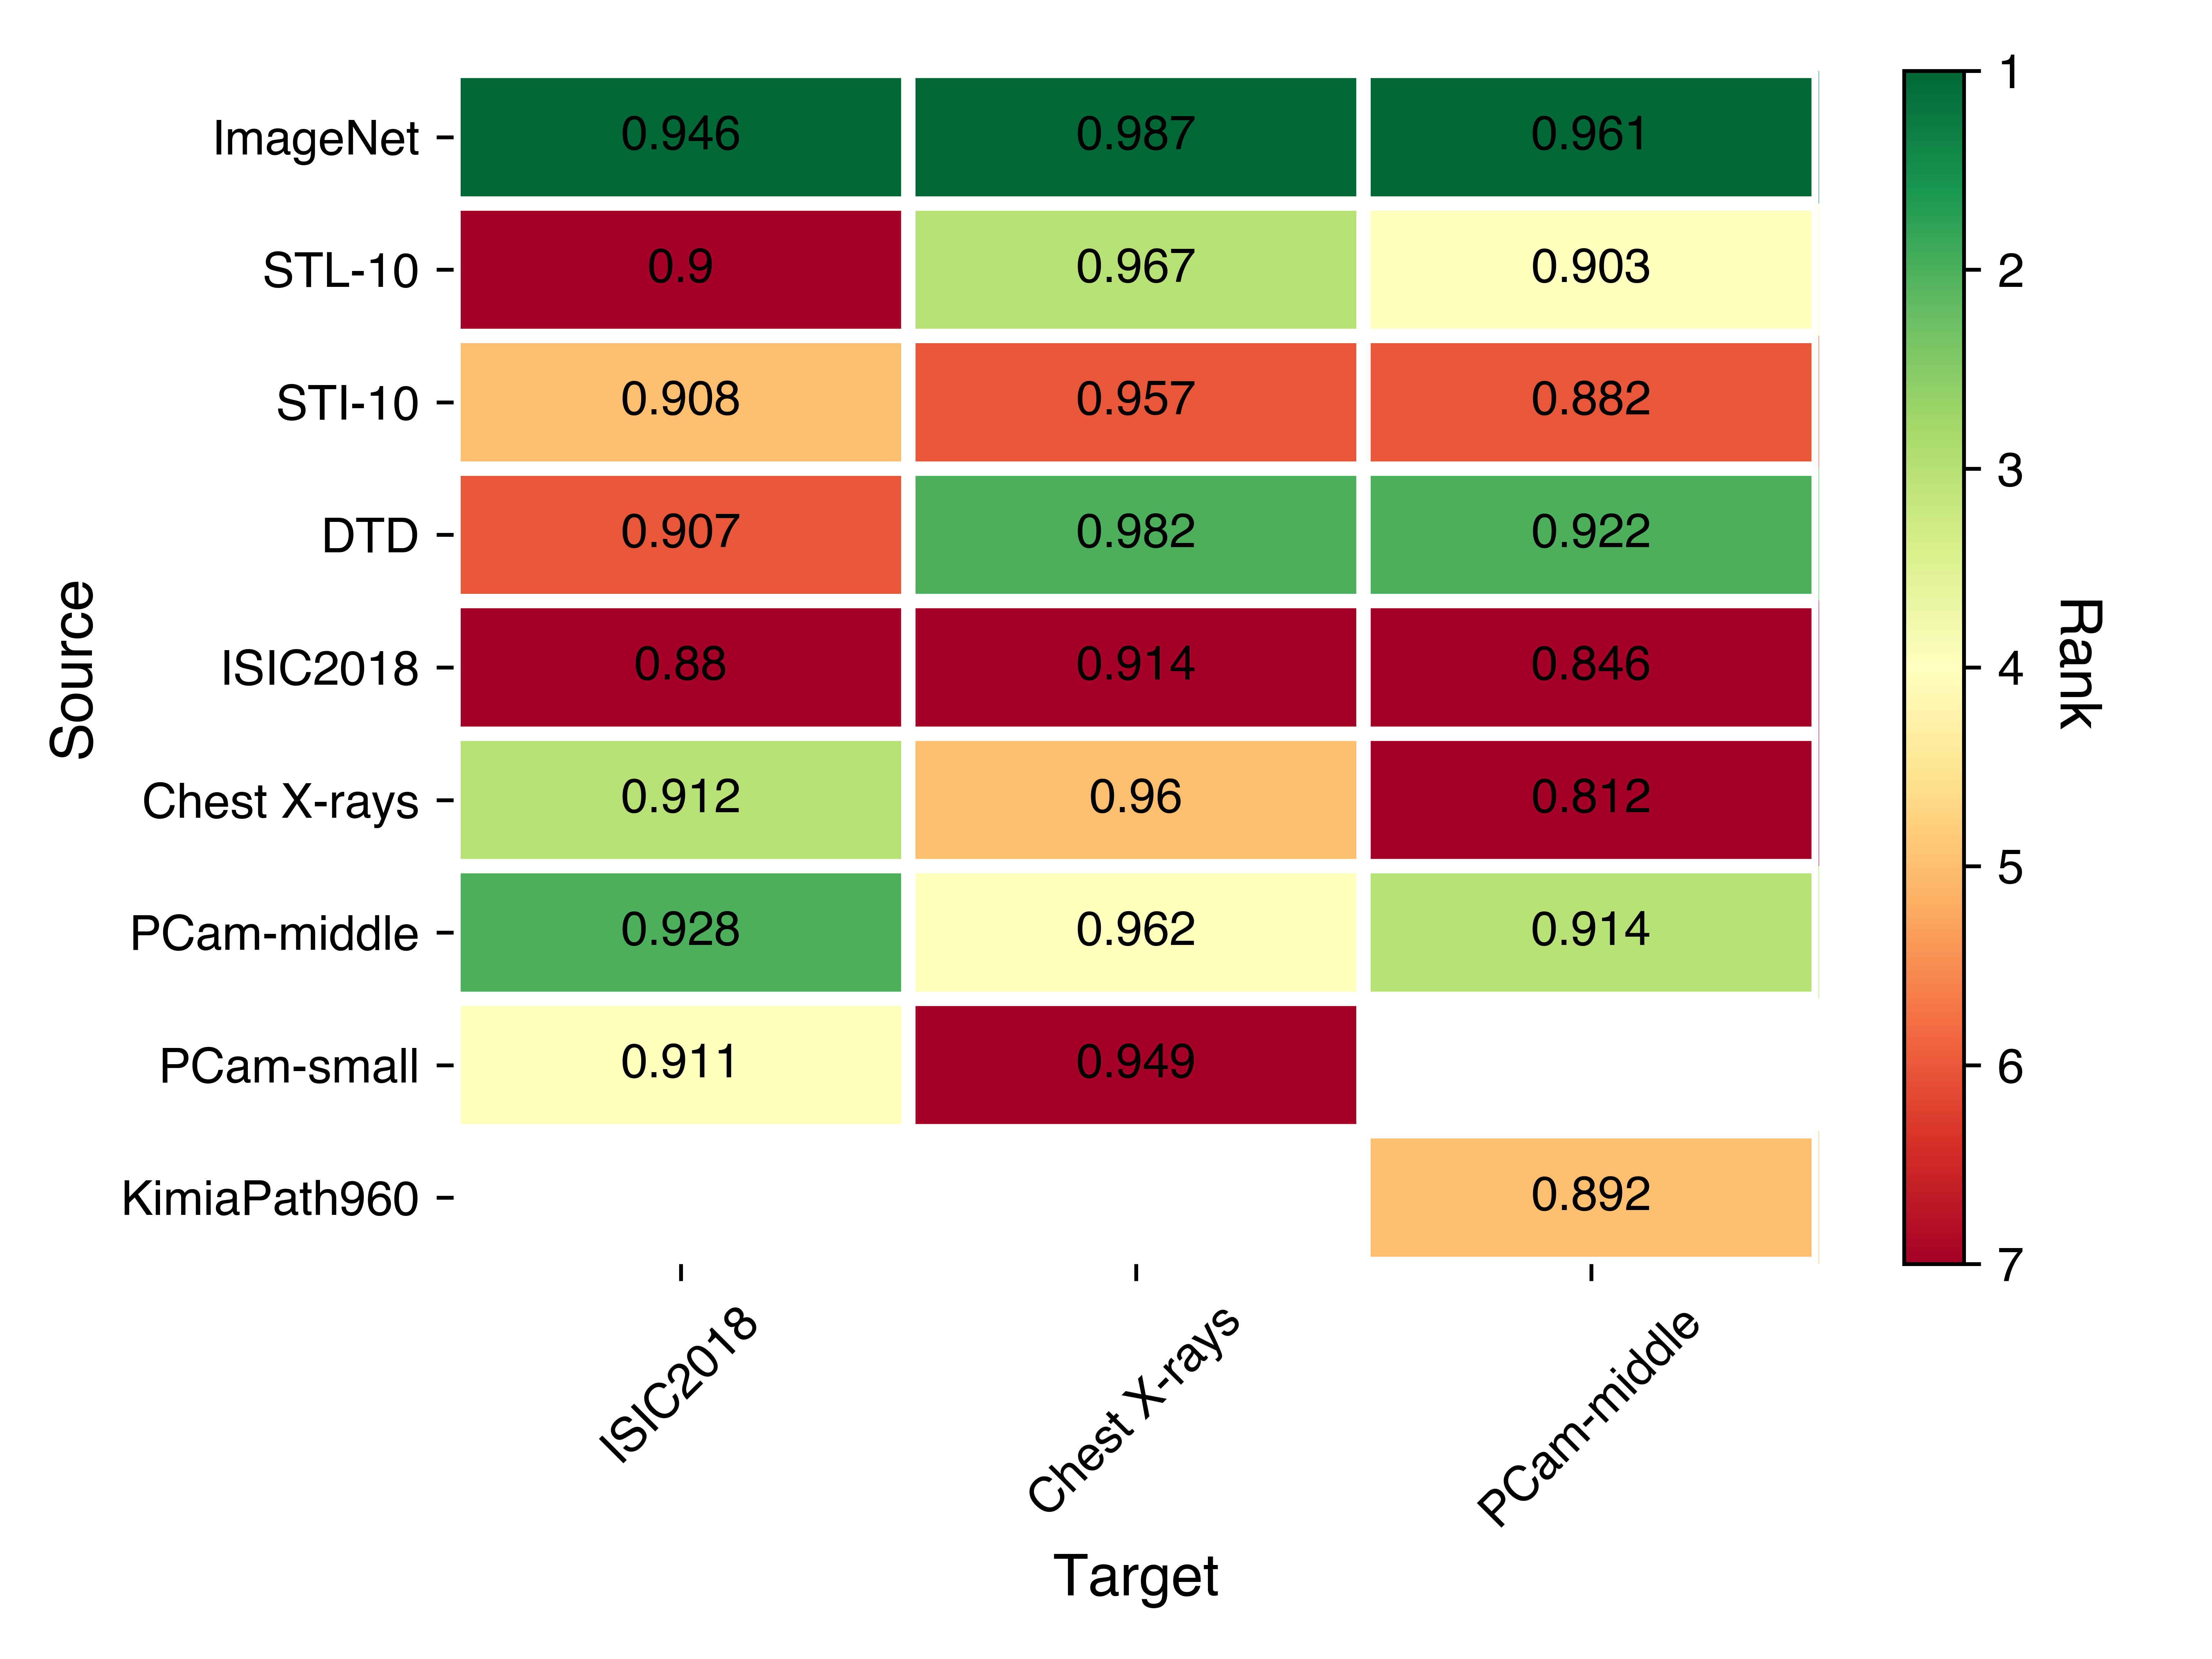 ImageNet 0.946 0.987 0.961
STL-10 0.9 0.967 0.903
STI-10 0.908 0.957 0.882
DTD 0.907 0.982 0.922
ISIC2018 0.88 0.914 0.846
Chest X-rays 0.912 0.96 0.812
PCam-middle 0.928 0.962 0.914
PCam-small 0.911 0.949
KimiaPath960 0.892
Source
ISIC2018 Chest X-rays PCam-middle
Target
1
2
3
4
5
6
7
Rank